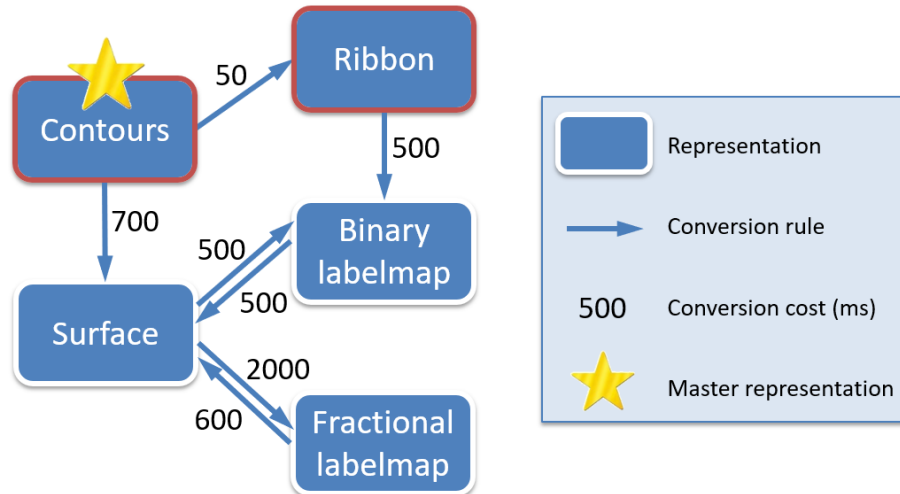 Ribbon
50
Contours
500
Representation
700
Binary
labelmap
Conversion rule
500
500
Surface
500
Conversion cost (ms)
2000
600
Master representation
Fractional
labelmap